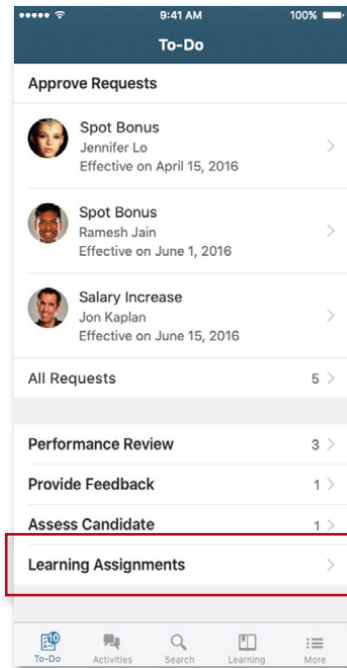 9:41 AM
100%
To-Do
Approve Requests
Spot Bonus
Jennifer Lo
Effective on April 15, 2016
Spot Bonus
Ramesh Jain
Effective on June 1, 2016
Salary Increase
Jon Kaplan
Effective on June 15, 2016
All Requests 5
Performance Review 3
Provide Feedback 1
Assess Candidate 1
Learning Assignments
10
To-Do Activities Search Learning More